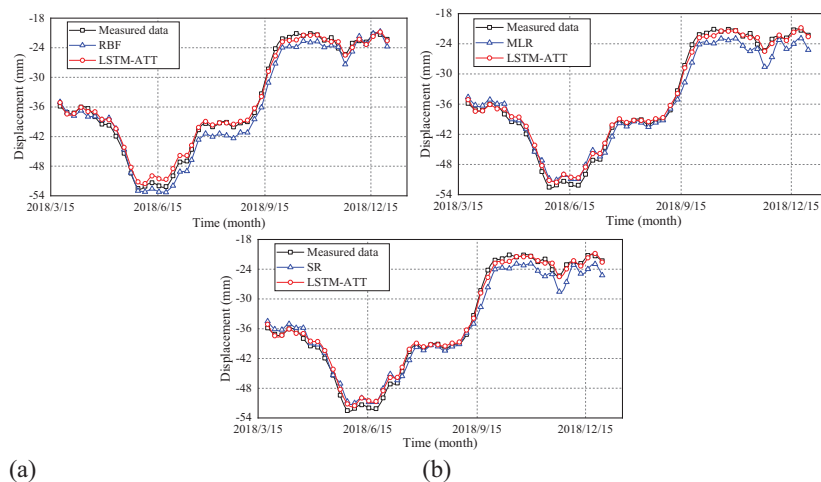 -18
-24
-30
-36
-42
-48
-54
Displacement (mm)
Measured data
RBF
LSTM-ATT
2018/3/15
2018/6/15
2018/9/15
2018/12/15
Time (month)
-18
-24
-30
-36
-42
-48
-54
Displacement (mm)
Measured data
MLR
LSTM-ATT
2018/3/15
2018/6/15
2018/9/15
2018/12/15
Time (month)
-18
-24
-30
-36
-42
-48
-54
Displacement (mm)
Measured data
SR
LSTM-ATT
2018/3/15
2018/6/15
2018/9/15
2018/12/15
Time (month)
(a)
(b)